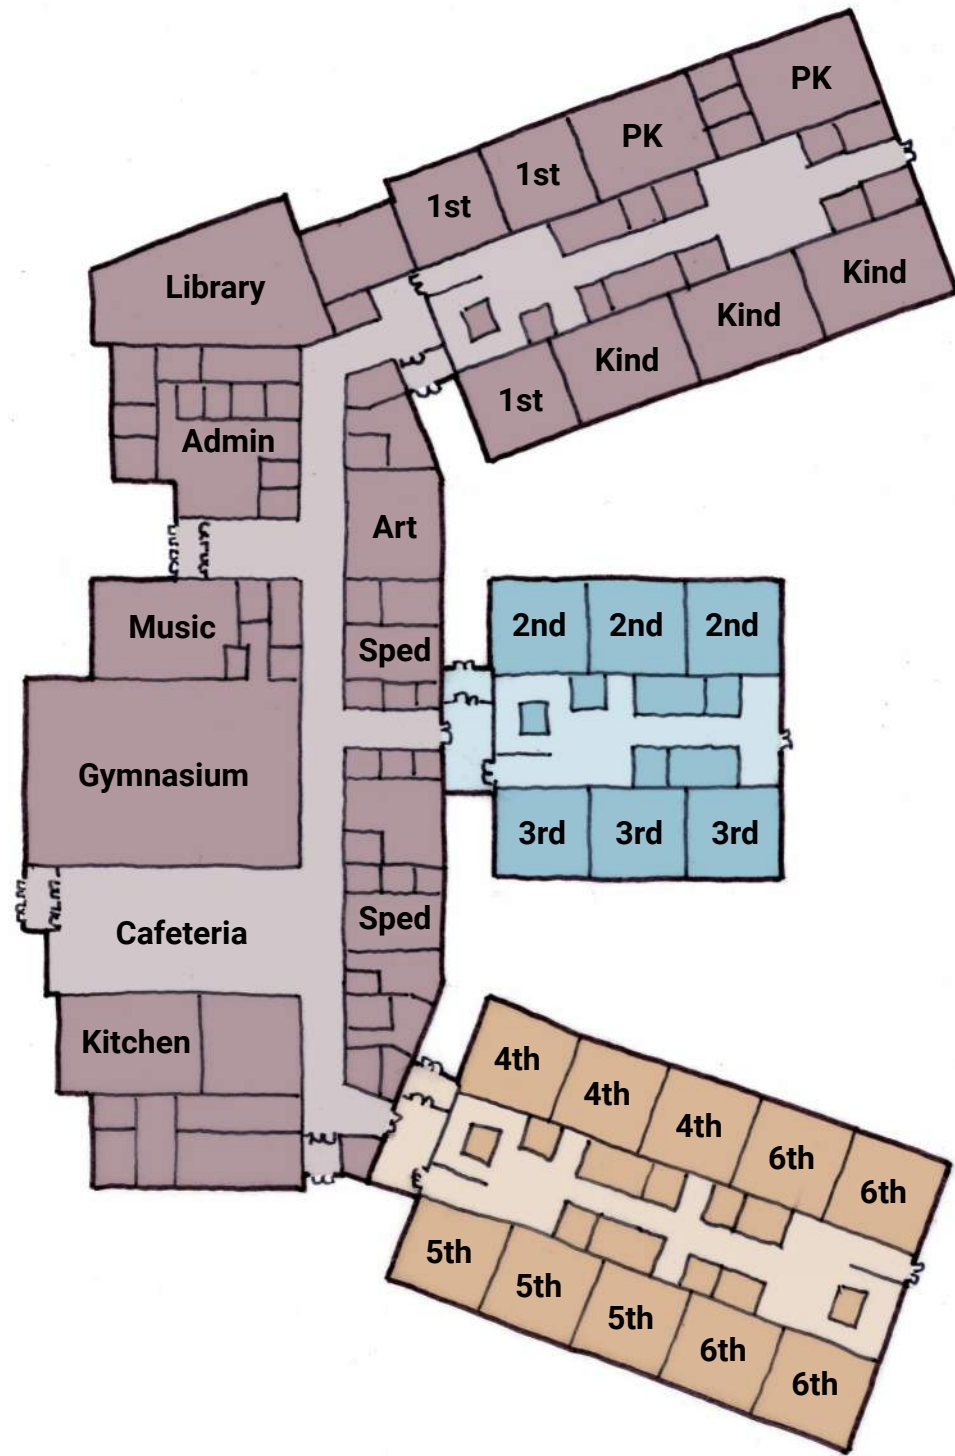 PK
PK
1st
1st
Library
Kind
Kind
Kind
1st
Admin
Art
Music
Sped
2nd
2nd
2nd
Gymnasium
3rd
3rd
3rd
Sped
Cafeteria
Kitchen
4th
4th
4th
6th
6th
5th
5th
5th
6th
6th